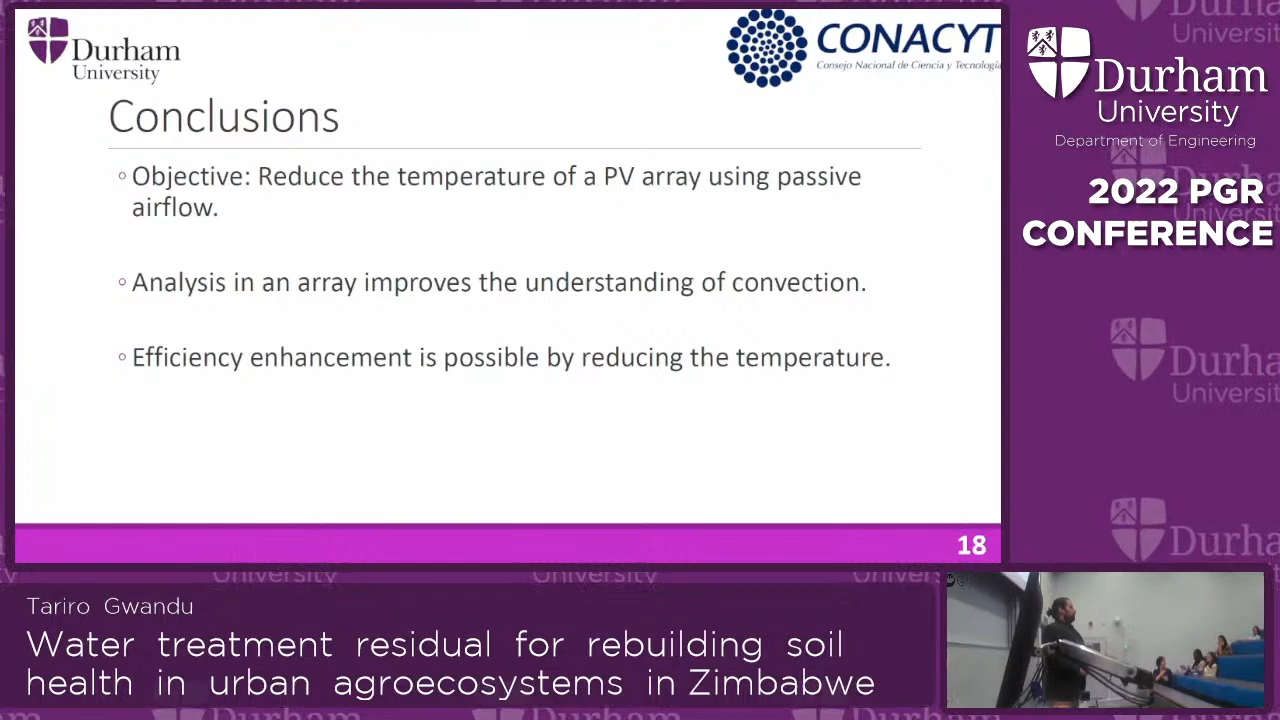 Durham
University
CONACYT
Consejo Nacional de Ciencia y Tecnología
Conclusions
Objective: Reduce the temperature of a PV array using passive
airflow.
Analysis in an array improves the understanding of convection.
Efficiency enhancement is possible by reducing the temperature.
18
Durham
University
Department of Engineering
2022 PGR
CONFERENCE
Tariro Gwandu
Water treatment residual for rebuilding soil
health in urban agroecosystems in Zimbabwe